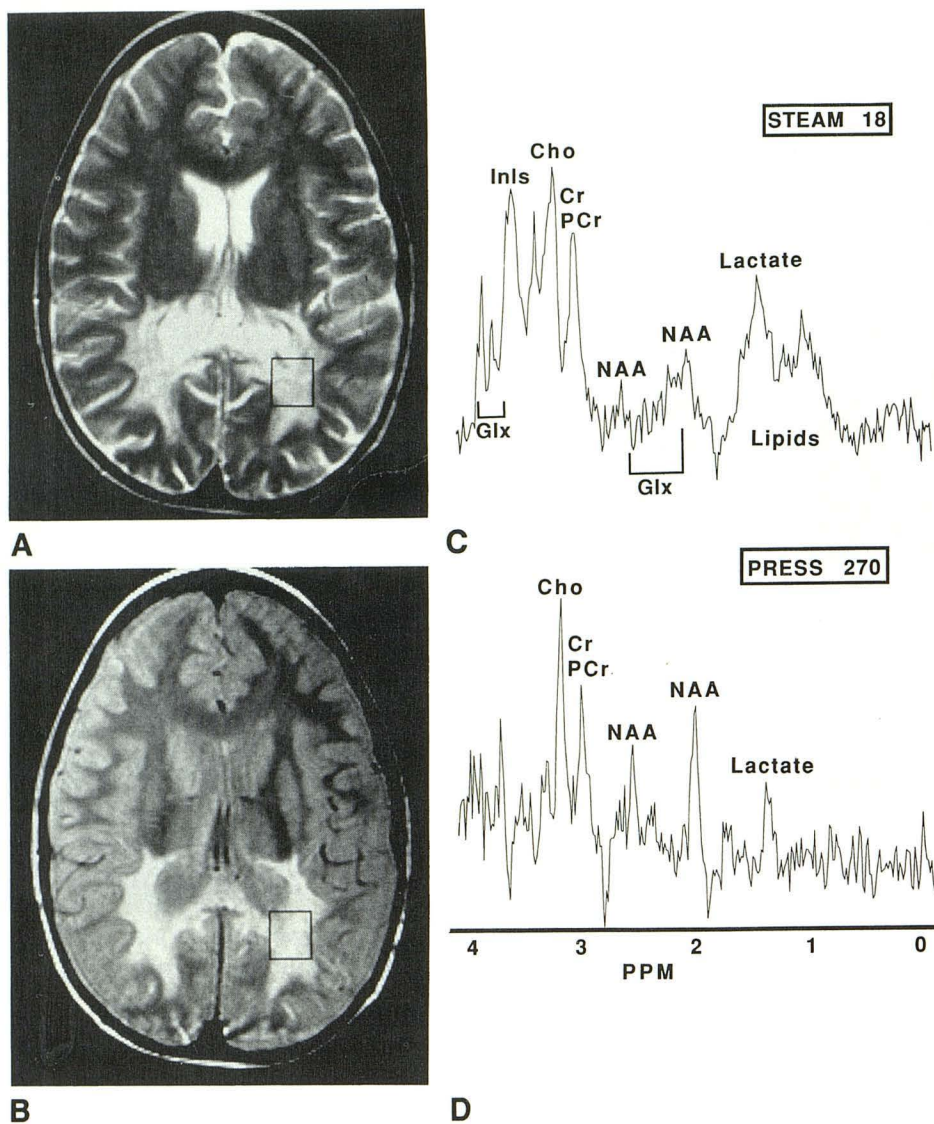 A
B
STEAM 18
Cho
Inls
Cr
PCr
Lactate
NAA
NAA
Glx
Lipids
Glx
C
PRESS 270
Cho
Cr
PCr
NAA
NAA
Lactate
4 3 2 1 0
PPM
D